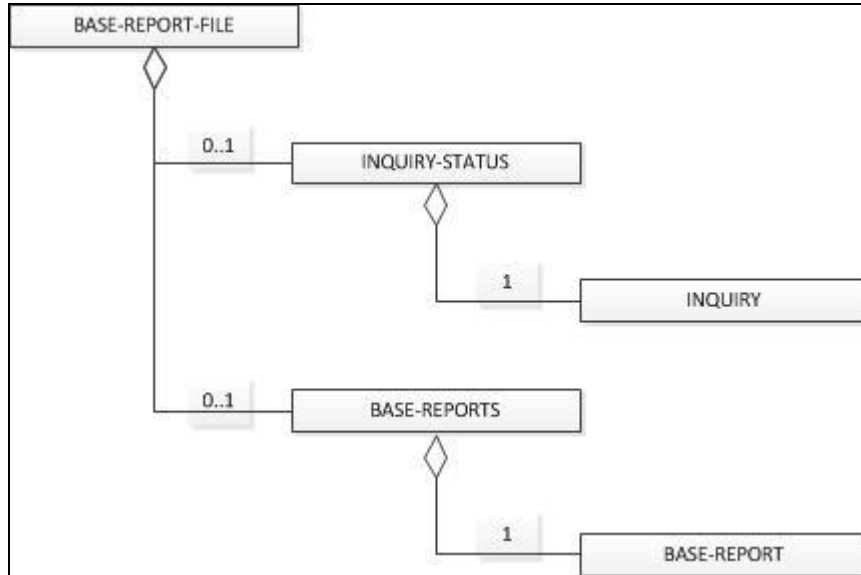 BASE-REPORT-FILE
0..1
INQUIRY-STATUS
1
INQUIRY
0..1
BASE-REPORTS
1
BASE-REPORT